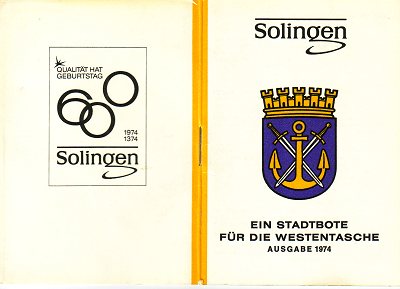 QUALITÄT HAT
GEBURTSTAG
600
1974
1374
Solingen
Solingen
EIN STADTBOTE
FÜR DIE WESTENTASCHE
AUSGABE 1974